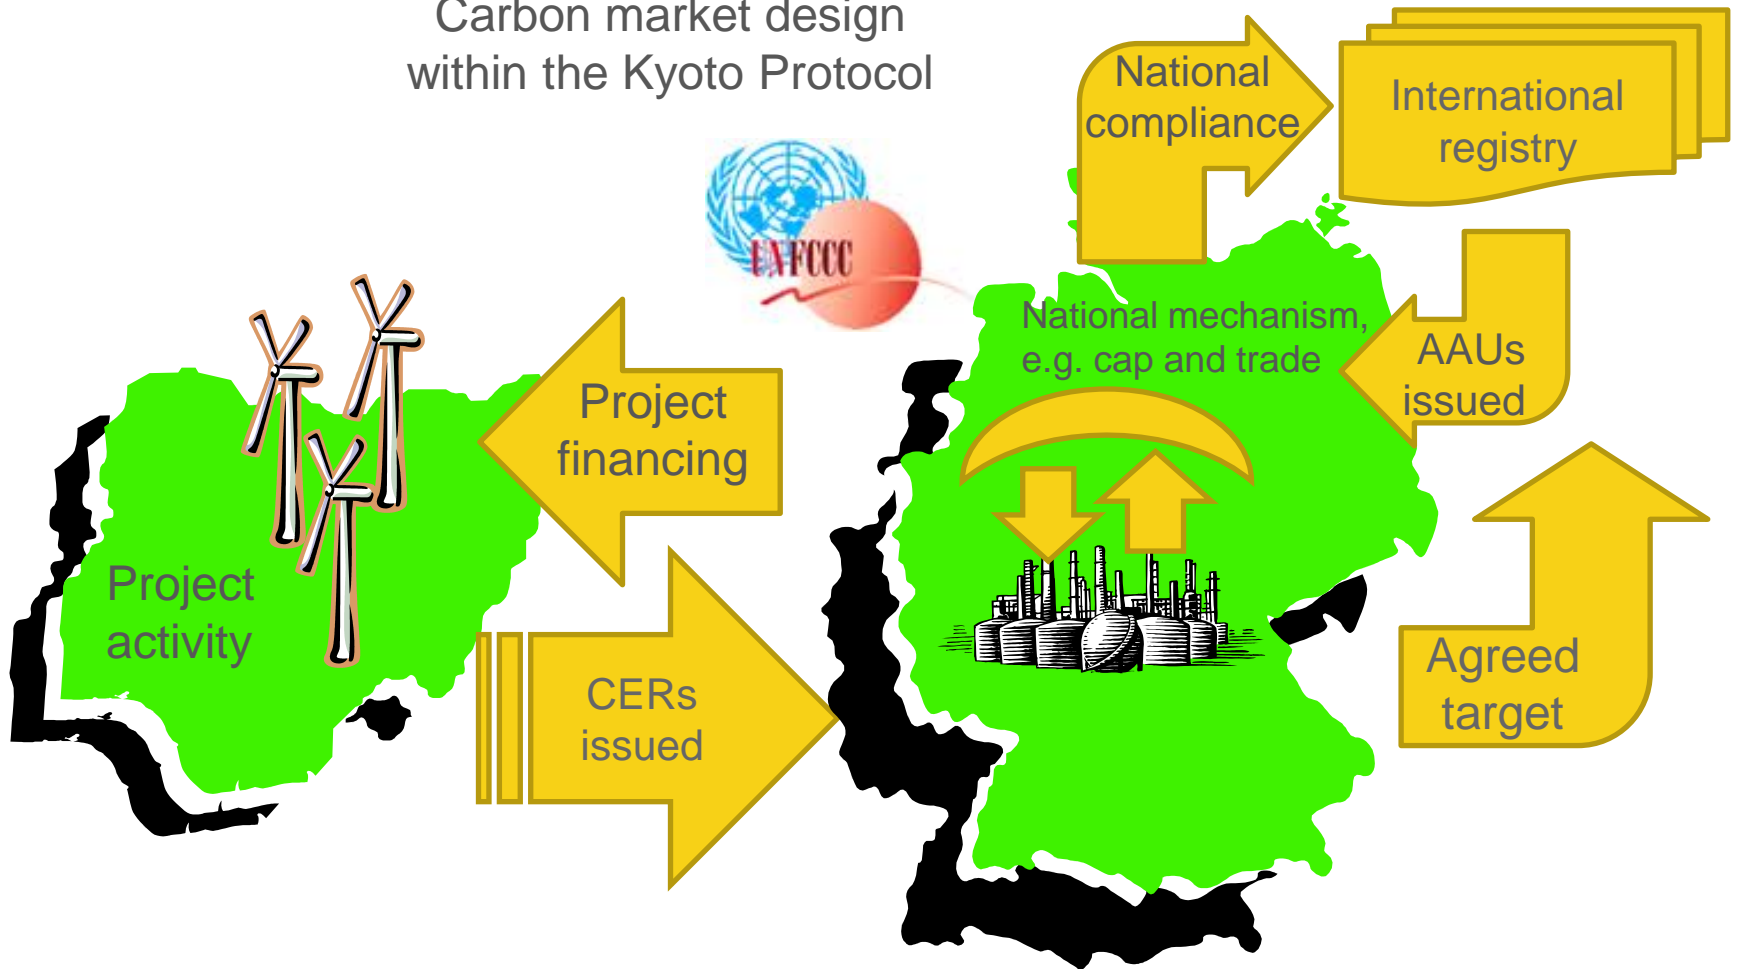 Carbon market design
within the Kyoto Protocol
National
compliance
International
registry
UNFCCC
National mechanism,
e.g. cap and trade
AAUs
issued
Project
financing
Project
activity
CERs
issued
Agreed
target